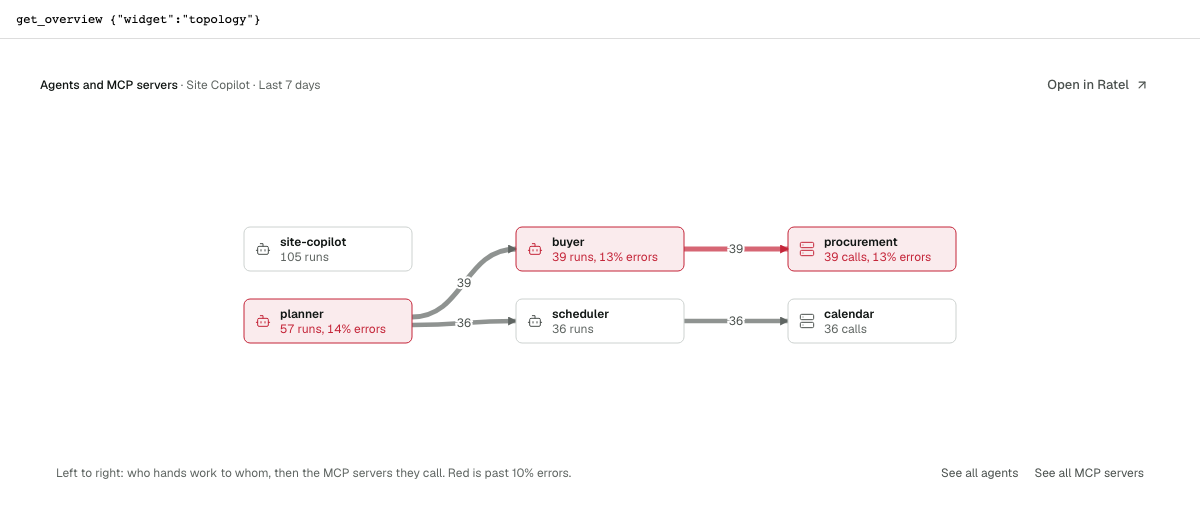 get_overview {"widget":"topology"}
Agents and MCP servers · Site Copilot · Last 7 days
Open in Ratel
site-copilot
105 runs
buyer
39 runs, 13% errors
39
procurement
39 calls, 13% errors
39
planner
57 runs, 14% errors
36
scheduler
36 runs
36
calendar
36 calls
Left to right: who hands work to whom, then the MCP servers they call. Red is past 10% errors.
See all agents
See all MCP servers